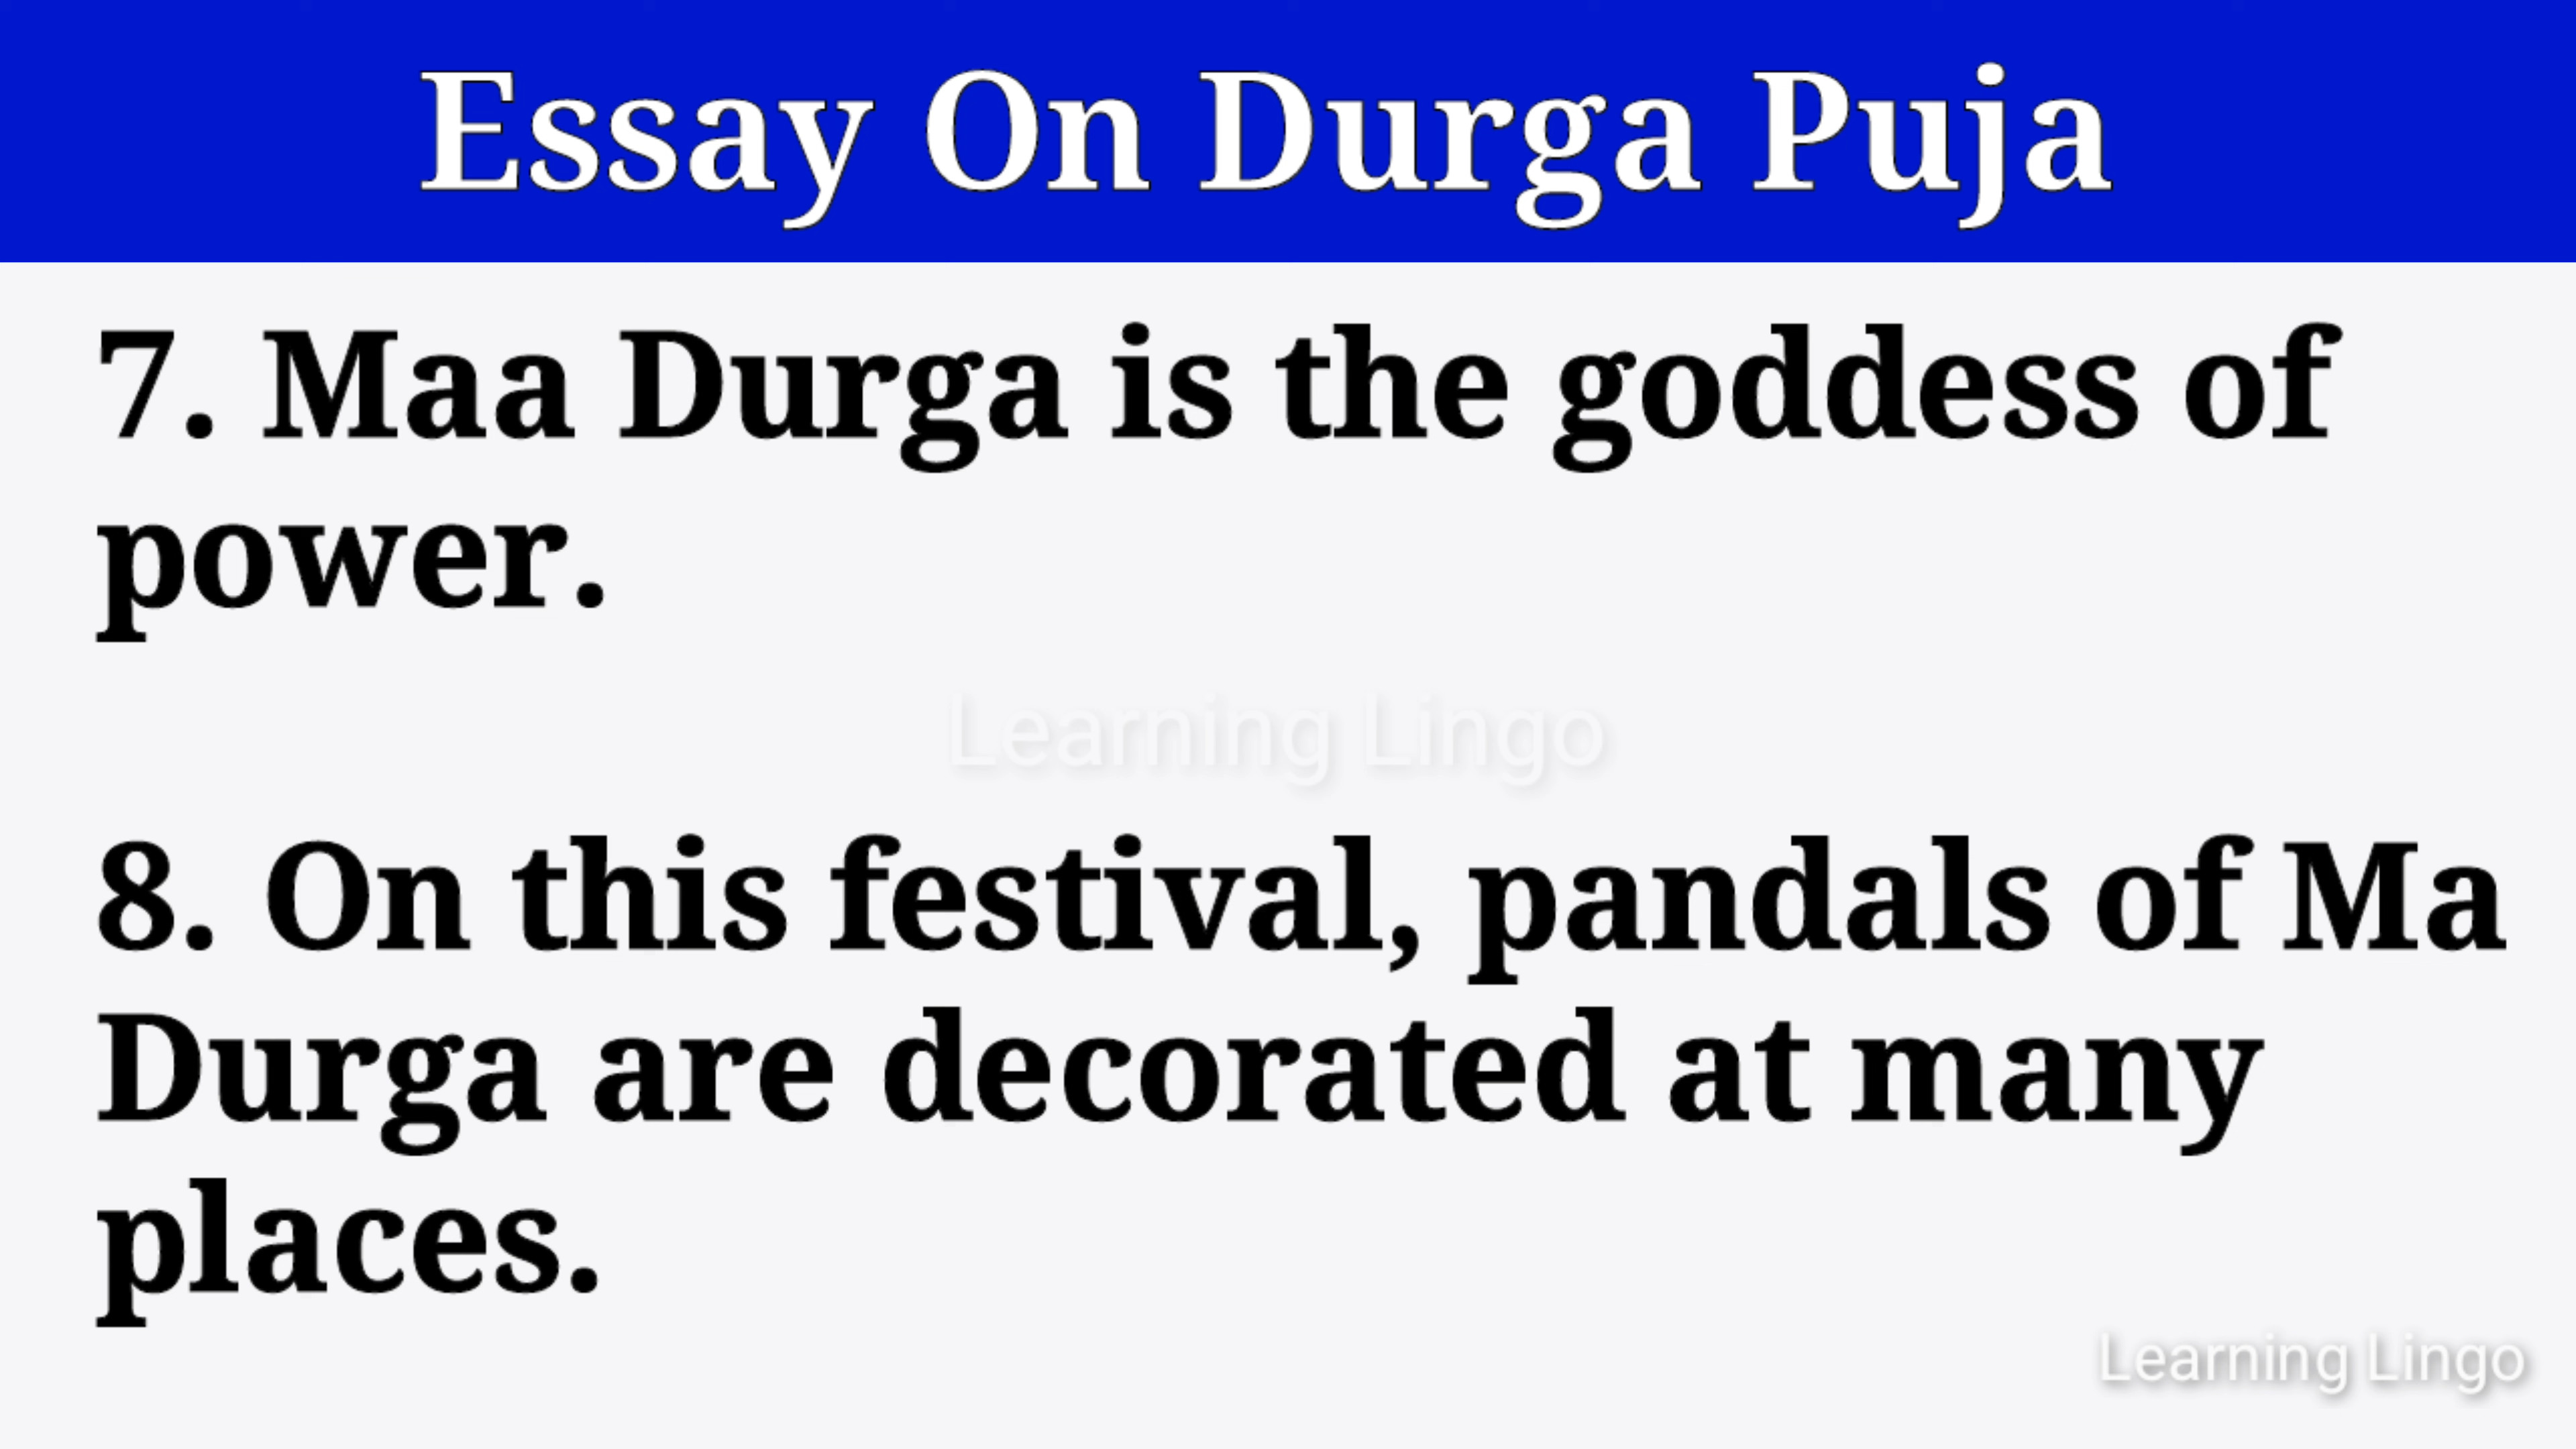 Essay On Durga Puja
7. Maa Durga is the goddess of
power.
Learning Lingo
8. On this festival, pandals of Ma
Durga are decorated at many
places.
Learning Lingo